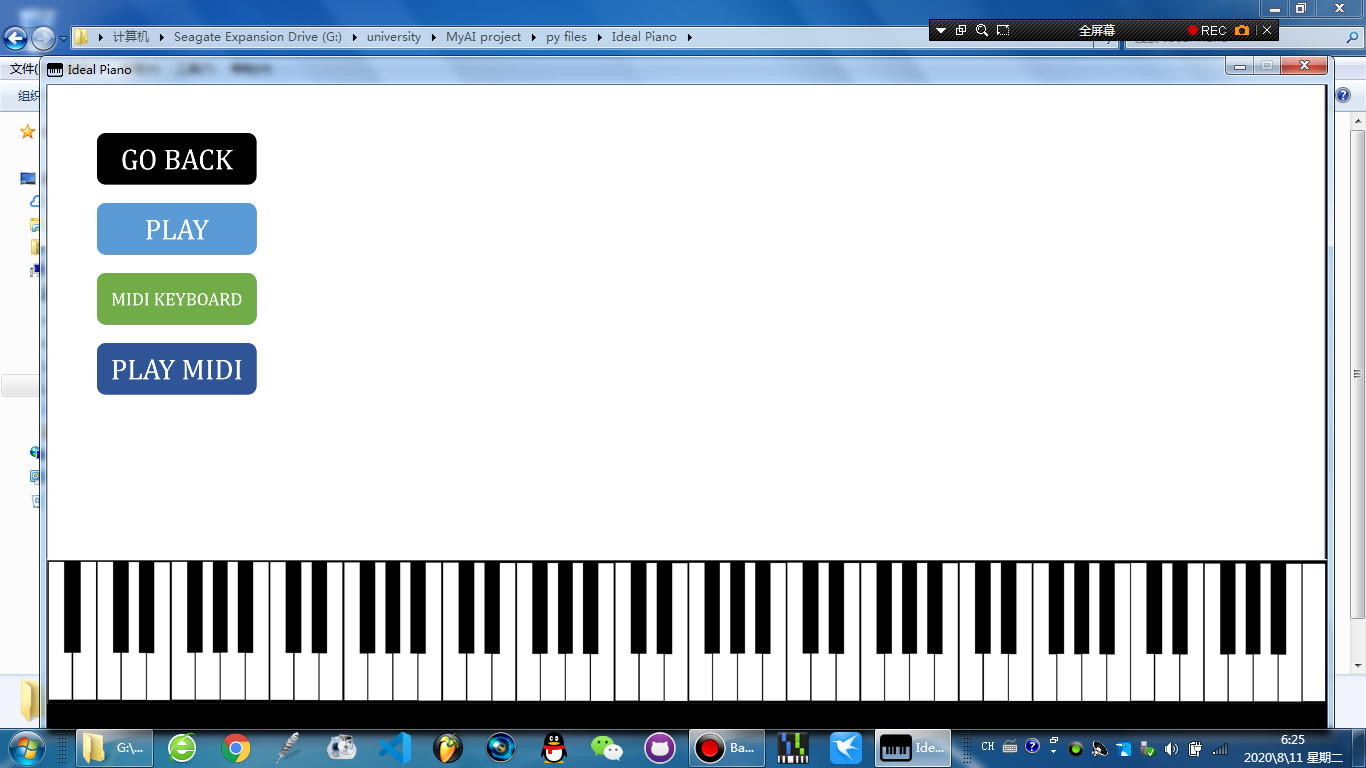 计算机 Seagate Expansion Drive (G:) university MyAI project py files Ideal Piano
全屏幕 REC
文件(
Ideal Piano
组织
GO BACK
PLAY
MIDI KEYBOARD
PLAY MIDI
G:\...
Ba...
Ide...
CH
6:25
2020\8\11 星期二